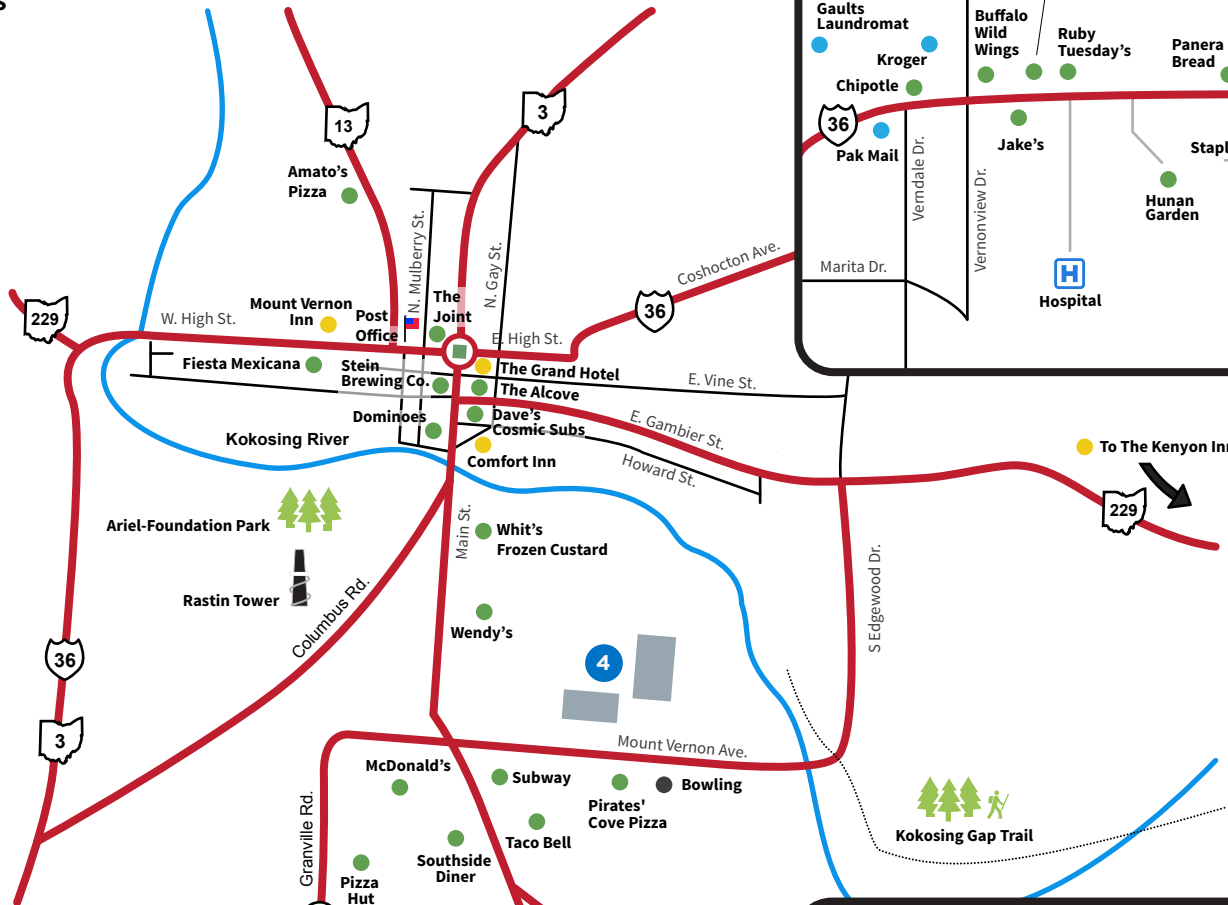 s
Gaults
Laundromat
Kroger
Chipotle
Buffalo
Wild
Wings
Ruby
Tuesday's
Panera
Bread
36
Pak Mail
Jake's
Stapl
Hunan
Garden
Verndale Dr.
Vernonview Dr.
Marita Dr.
H
Hospital
13
3
Amato's
Pizza
N. Mulberry St.
N. Gay St.
Coshocton Ave.
36
229
W. High St.
Mount Vernon
Inn
Post
Office
The
Joint
E. High St.
Fiesta Mexicana
Stein
Brewing Co.
The Grand Hotel
The Alcove
E. Vine St.
Dominoes
Dave's
Cosmic Subs
E. Gambier St.
Kokosing River
Comfort Inn
Howard St.
To The Kenyon Inn
229
Ariel-Foundation Park
Main St.
Whit's
Frozen Custard
Rastin Tower
Columbus Rd.
Wendy's
S Edgewood Dr.
36
4
3
Mount Vernon Ave.
McDonald's
Subway
Bowling
Pirates'
Cove Pizza
Granville Rd.
Taco Bell
Southside
Diner
Pizza
Hut
Kokosing Gap Trail